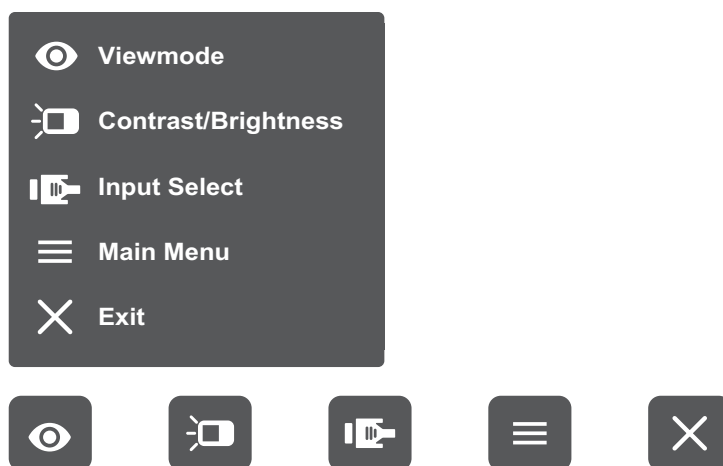 Viewmode
Contrast/Brightness
Input Select
Main Menu
Exit